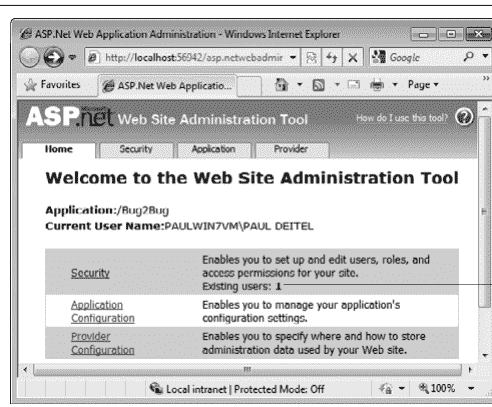 ASP.Net Web Application Administration - Windows Internet Explorer
http://localhost:56942/asp.netwebadmir
Google
Favorites
ASP.Net Web Applicatio...
Page
ASP.net Web Site Administration Tool
How do I use this tool? ?
Home
Security
Application
Provider
Welcome to the Web Site Administration Tool
Application:/Bug2Bug
Current User Name:PAULWIN7VM\PAUL DEITEL
Security
Enables you to set up and edit users, roles, and
access permissions for your site.
Existing users: 1
Application
Configuration
Enables you to manage your application's
configuration settings.
Provider
Configuration
Enables you to specify where and how to store
administration data used by your Web site.
Local intranet | Protected Mode: Off
100%